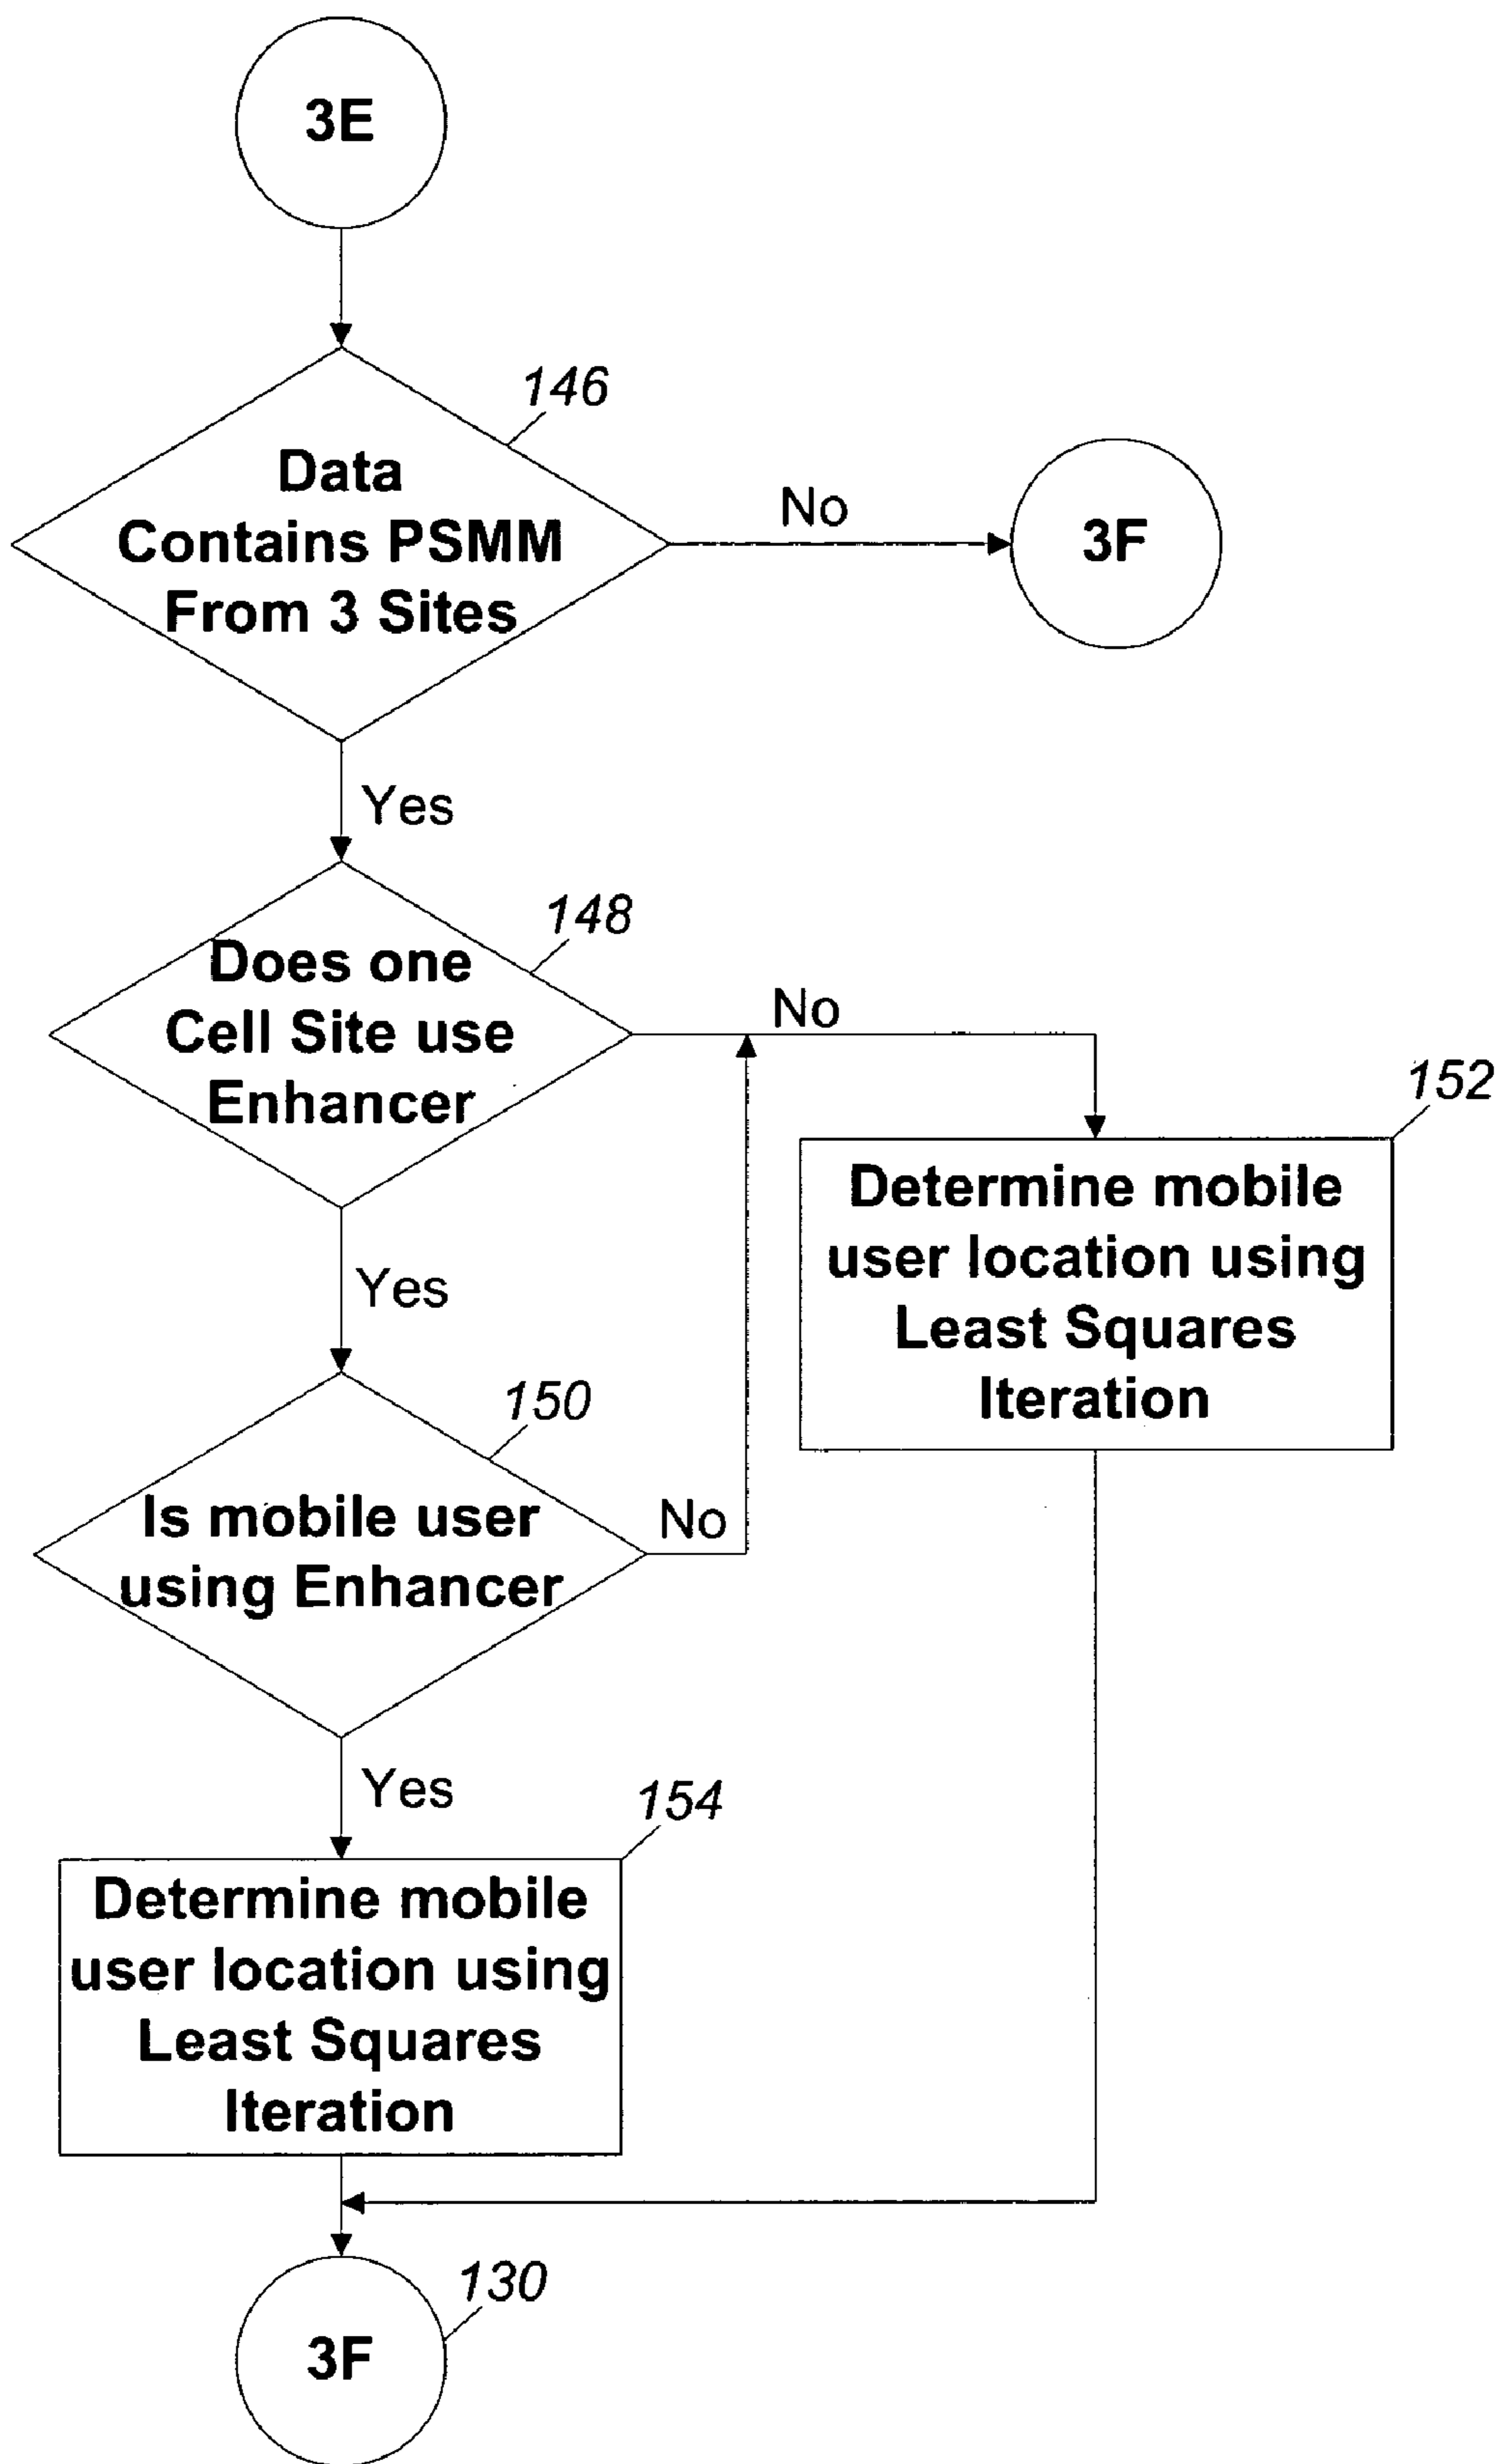 3E
146
Data
Contains PSMM
From 3 Sites
No
3F
Yes
148
Does one
Cell Site use
Enhancer
No
152
Determine mobile
user location using
Least Squares
Iteration
Yes
150
Is mobile user
using Enhancer
No
Yes
154
Determine mobile
user location using
Least Squares
Iteration
130
3F